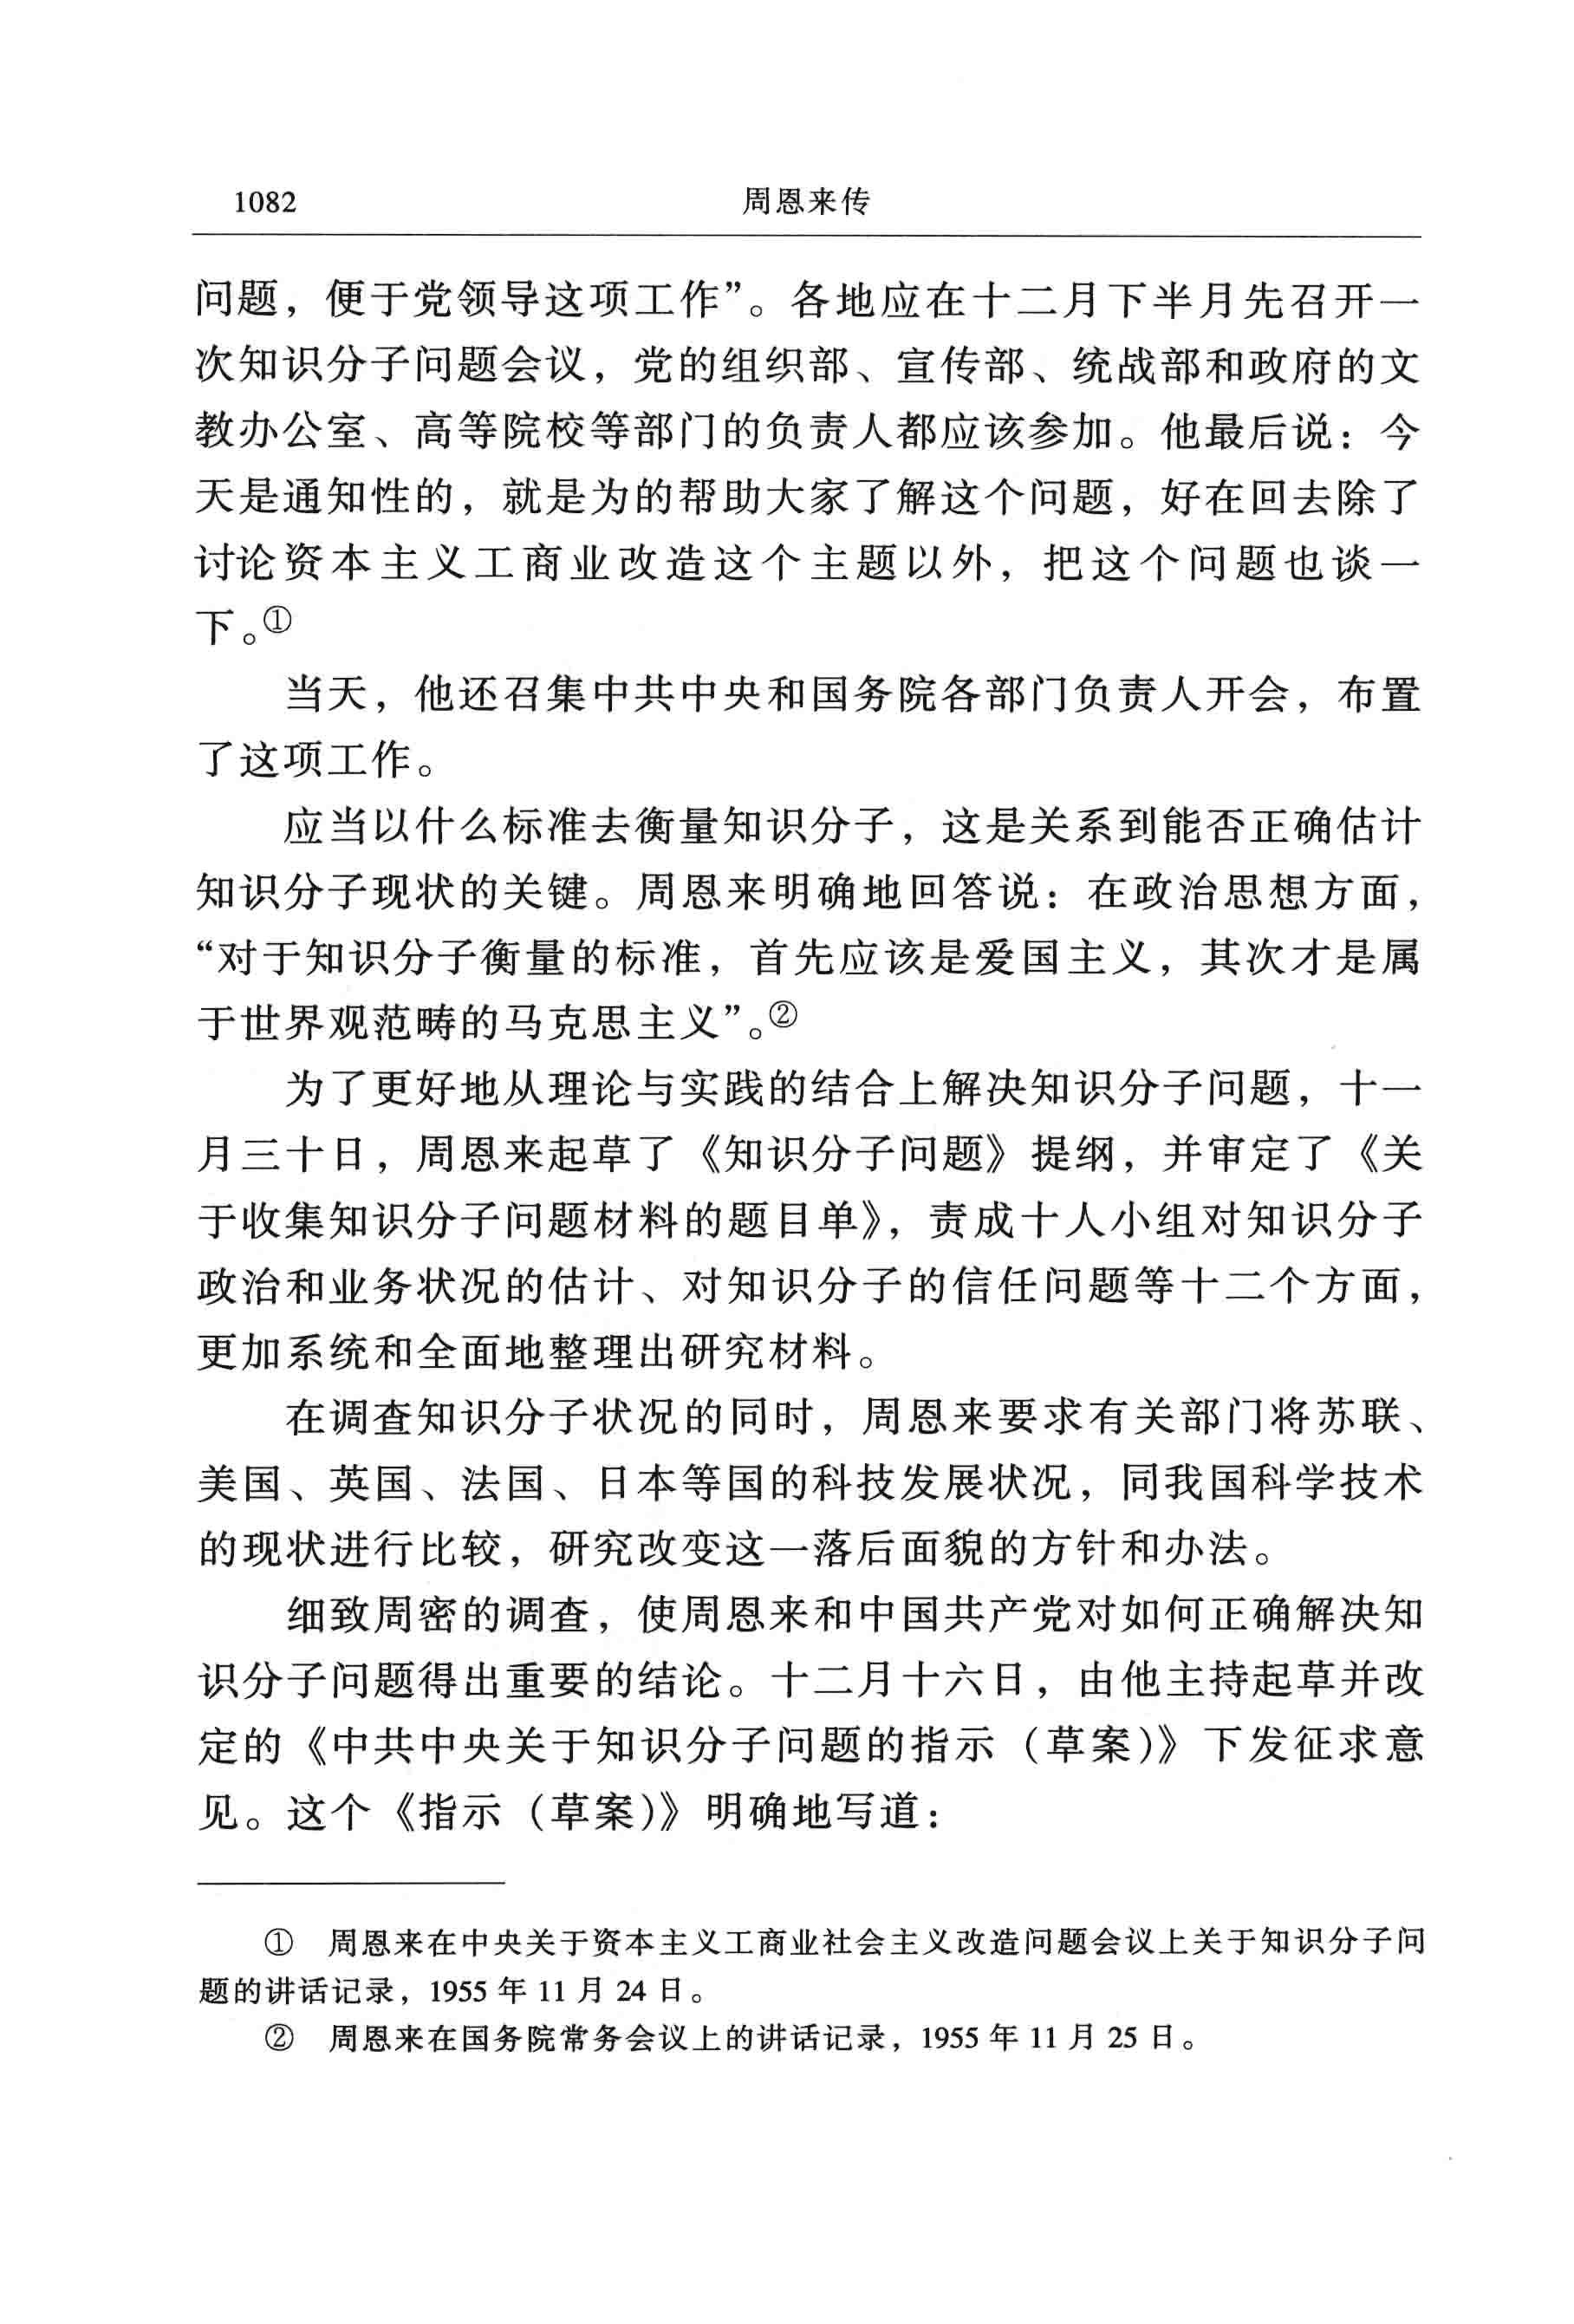 1082 周恩来传
问题，便于党领导这项工作”。各地应在十二月下半月先召开一
次知识分子问题会议，党的组织部、宣传部、统战部和政府的文
教办公室、高等院校等部门的负责人都应该参加。他最后说：今
天是通知性的，就是为的帮助大家了解这个问题，好在回去除了
讨论资本主义工商业改造这个主题以外，把这个问题也谈一
下。①
当天，他还召集中共中央和国务院各部门负责人开会，布置
了这项工作。
应当以什么标准去衡量知识分子，这是关系到能否正确估计
知识分子现状的关键。周恩来明确地回答说：在政治思想方面，
“对于知识分子衡量的标准，首先应该是爱国主义，其次才是属
于世界观范畴的马克思主义”。②
为了更好地从理论与实践的结合上解决知识分子问题，十一
月三十日，周恩来起草了《知识分子问题》提纲，并审定了《关
于收集知识分子问题材料的题目单》，责成十人小组对知识分子
政治和业务状况的估计、对知识分子的信任问题等十二个方面，
更加系统和全面地整理出研究材料。
在调查知识分子状况的同时，周恩来要求有关部门将苏联、
美国、英国、法国、日本等国的科技发展状况，同我国科学技术
的现状进行比较，研究改变这一落后面貌的方针和办法。
细致周密的调查，使周恩来和中国共产党对如何正确解决知
识分子问题得出重要的结论。十二月十六日，由他主持起草并改
定的《中共中央关于知识分子问题的指示（草案）》下发征求意
见。这个《指示（草案）》明确地写道：
① 周恩来在中央关于资本主义工商业社会主义改造问题会议上关于知识分子问
题的讲话记录，1955 年 11 月 24 日。
② 周恩来在国务院常务会议上的讲话记录，1955 年 11 月 25 日。